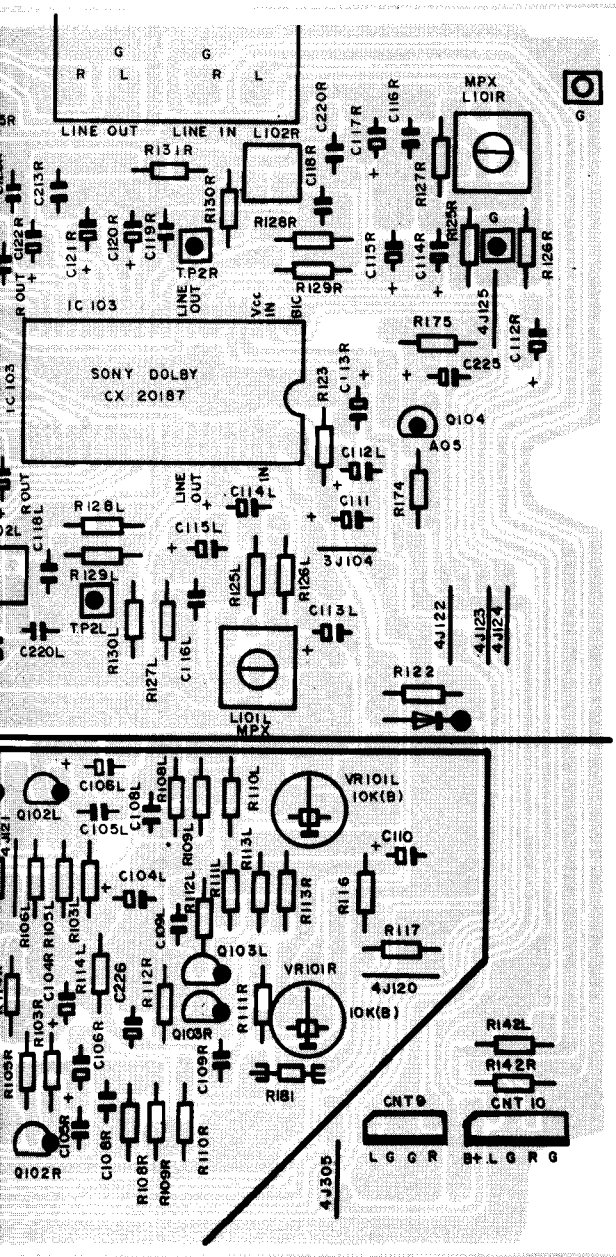 G G
R L R L
LINE OUT LINE IN L102R
R131R
C220R
C117R
C116R
MPX
L101R
G
C213R
R130R
C118R
R127R
C122R
C121R
C120R
C119R
T.P2R
R128R
R129R
C115R
C114R
R125R
G
R126R
R OUT
IC 103
LINE
OUT
Vcc
IN
BIC
R175
4J125
C112R
IC 103
SONY DOLBY
CX 20187
R123
C113R
C225
Q104
A05
R OUT
LINE
OUT
IN
C112L
R174
R128L
C114L
C111
C118L
C115L
3J104
R129L
T.P2L
R125L
R126L
C220L
R130L
R127L
C116L
C113L
4J122
4J123
4J124
L101L
MPX
R122
C106L
Q102L
C105L
C108L
R108L
R109L
R110L
VR101L
10K(B)
4J121
C110
R106L
R105L
R103L
C104L
R112L
R111L
R113L
R113R
R116
C109L
Q103L
R117
C104R
R114L
C226
R112R
VR101R
4J120
R103R
C106R
Q103R
R111R
10K(B)
R105R
C109R
R142L
R181
R142R
C108R
R108R
R109R
R110R
CNT9
CNT 10
Q102R
L G G R
B+ L G R G
4J305